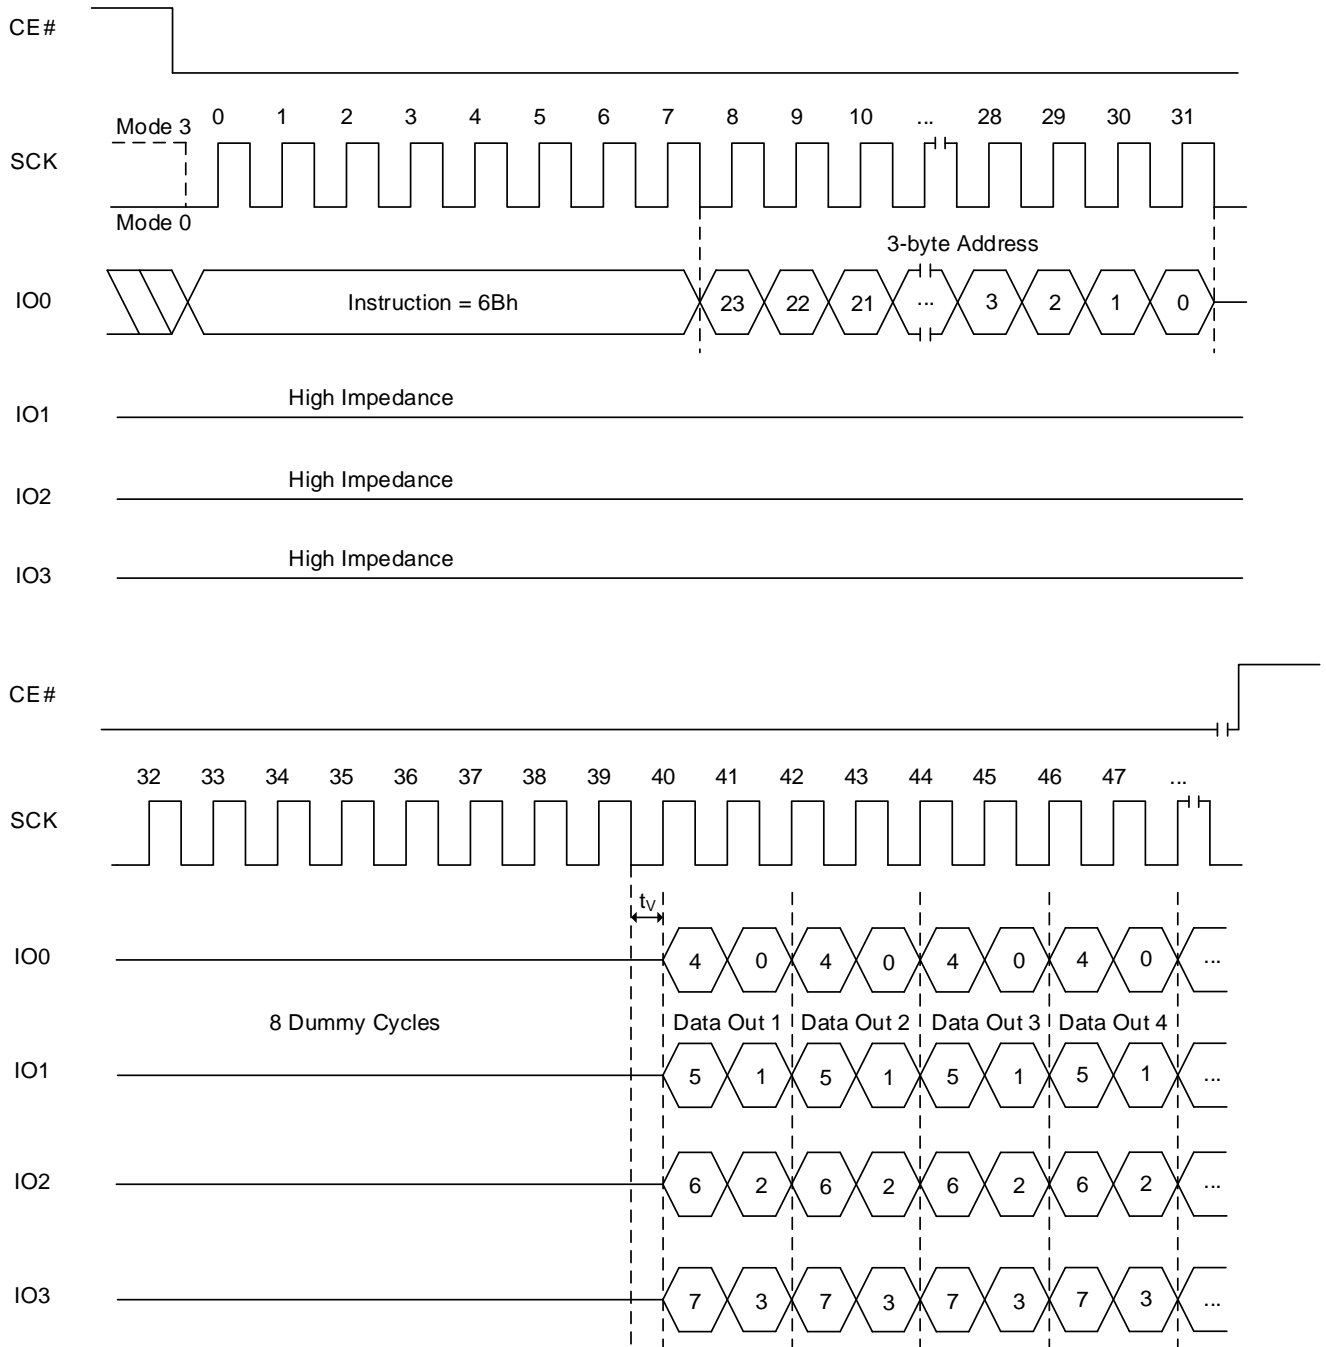 CE#
Mode 3 0 1 2 3 4 5 6 7 8 9 10 ... 28 29 30 31
SCK
Mode 0
3-byte Address
IO0 Instruction = 6Bh 23 22 21 ... 3 2 1 0
High Impedance
IO1
High Impedance
IO2
High Impedance
IO3
CE#
32 33 34 35 36 37 38 39 40 41 42 43 44 45 46 47 ...
SCK
tV
IO0 4 0 4 0 4 0 4 0 ...
8 Dummy Cycles Data Out 1 Data Out 2 Data Out 3 Data Out 4
IO1 5 1 5 1 5 1 5 1 ...
IO2 6 2 6 2 6 2 6 2 ...
IO3 7 3 7 3 7 3 7 3 ...